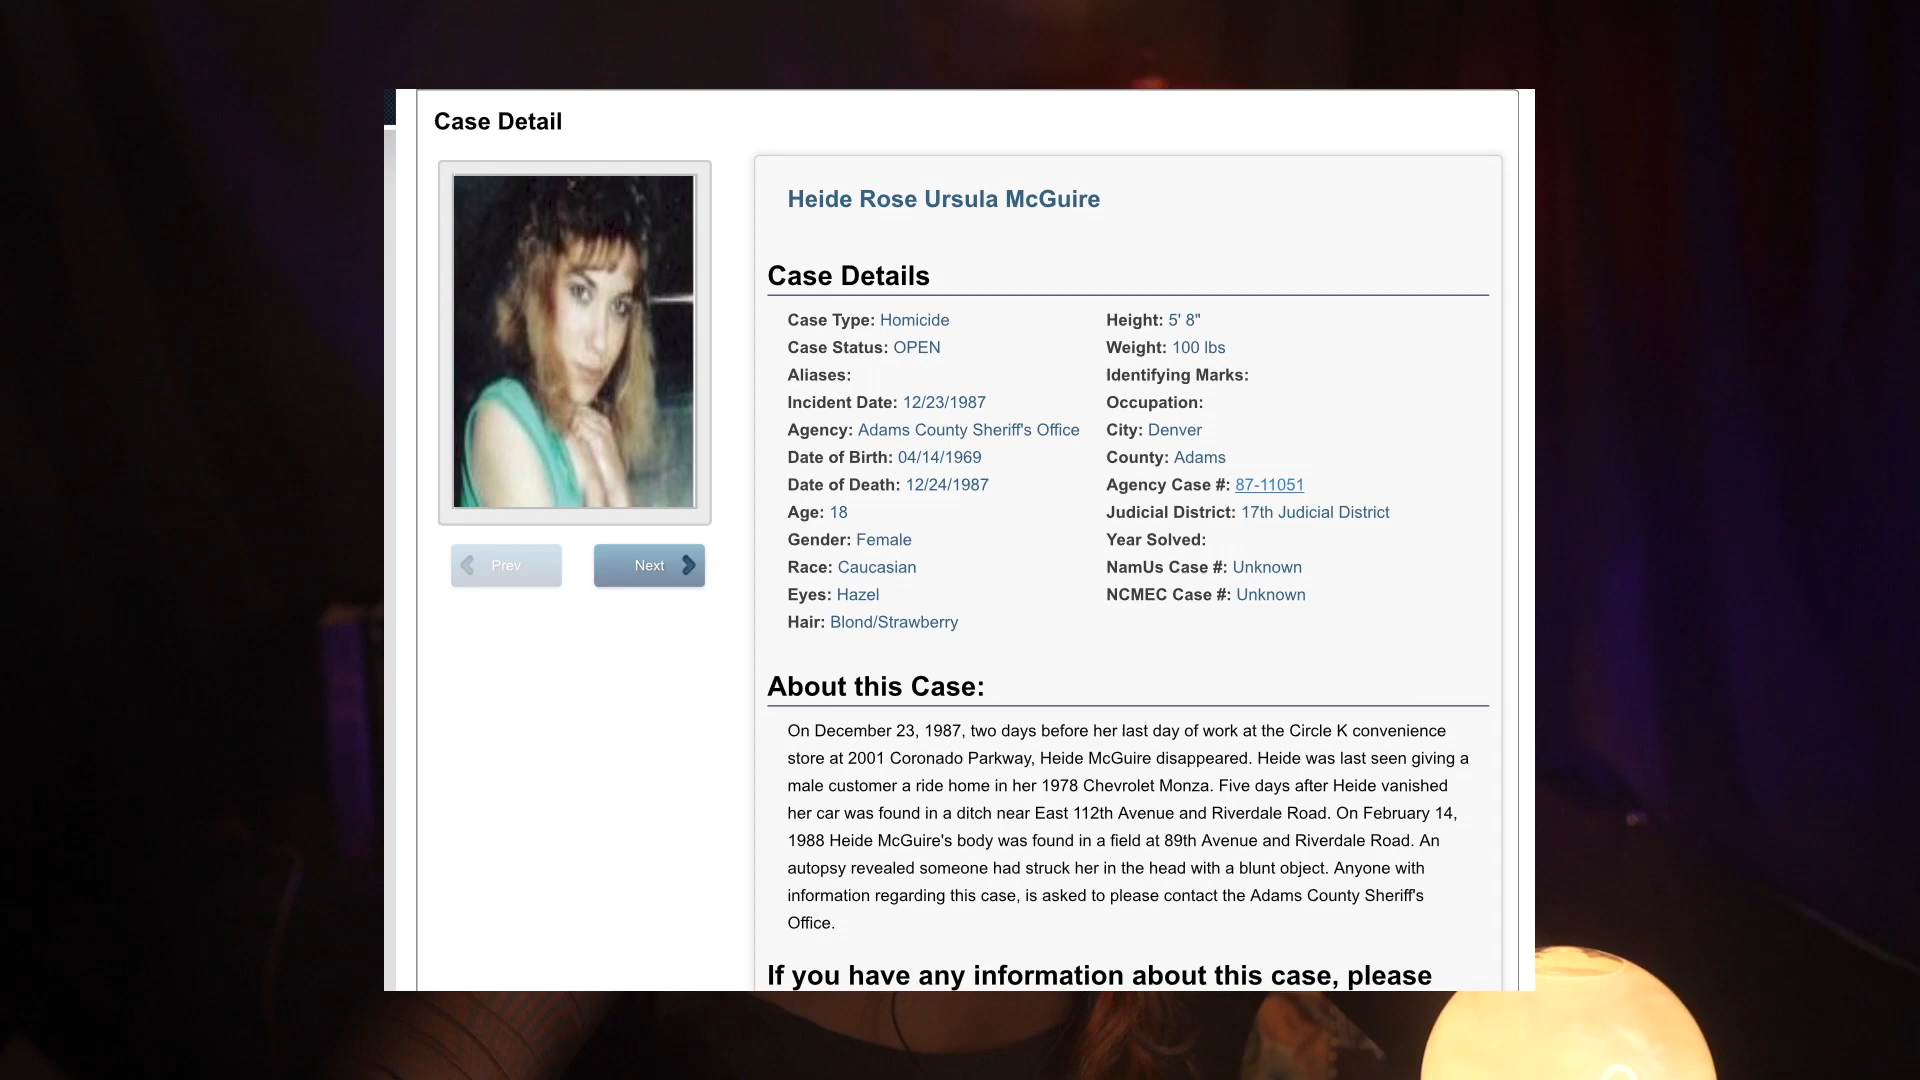 Case Detail
Prev
Next
Heide Rose Ursula McGuire
Case Details
Case Type: Homicide
Case Status: OPEN
Aliases:
Incident Date: 12/23/1987
Agency: Adams County Sheriff's Office
Date of Birth: 04/14/1969
Date of Death: 12/24/1987
Age: 18
Gender: Female
Race: Caucasian
Eyes: Hazel
Hair: Blond/Strawberry
Height: 5' 8"
Weight: 100 lbs
Identifying Marks:
Occupation:
City: Denver
County: Adams
Agency Case #: 87-11051
Judicial District: 17th Judicial District
Year Solved:
NamUs Case #: Unknown
NCMEC Case #: Unknown
About this Case:
On December 23, 1987, two days before her last day of work at the Circle K convenience
store at 2001 Coronado Parkway, Heide McGuire disappeared. Heide was last seen giving a
male customer a ride home in her 1978 Chevrolet Monza. Five days after Heide vanished
her car was found in a ditch near East 112th Avenue and Riverdale Road. On February 14,
1988 Heide McGuire's body was found in a field at 89th Avenue and Riverdale Road. An
autopsy revealed someone had struck her in the head with a blunt object. Anyone with
information regarding this case, is asked to please contact the Adams County Sheriff's
Office.
If you have any information about this case, please